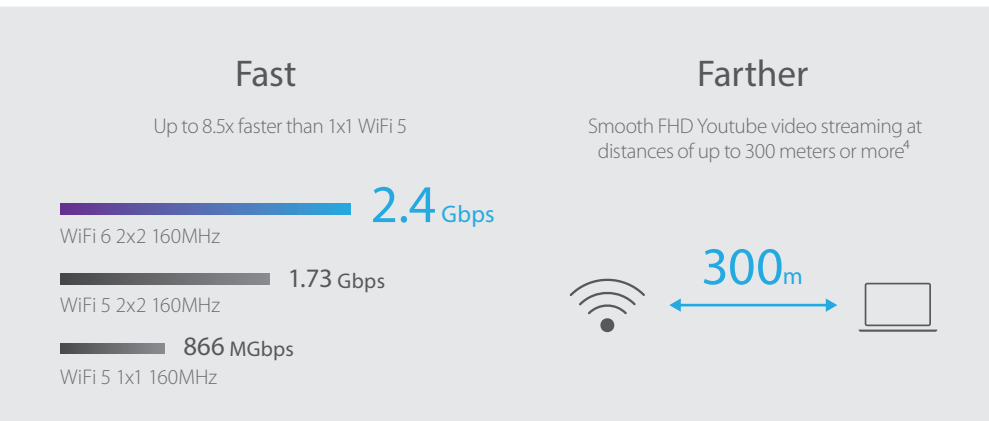 Fast
Up to 8.5x faster than 1x1 WiFi 5
2.4 Gbps
WiFi 6 2x2 160MHz
1.73 Gbps
WiFi 5 2x2 160MHz
866 MGbps
WiFi 5 1x1 160MHz
Farther
Smooth FHD Youtube video streaming at
distances of up to 300 meters or more⁴
300m